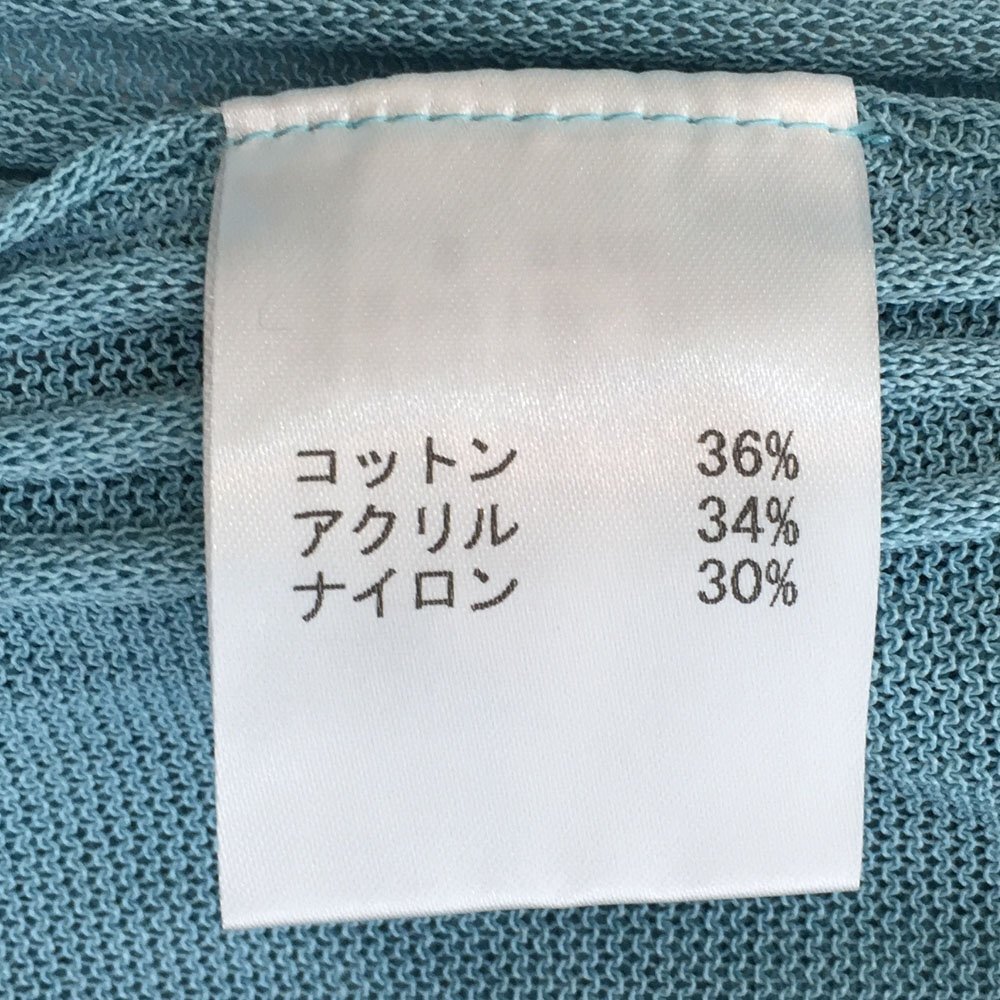 コットン 36%
アクリル 34%
ナイロン 30%